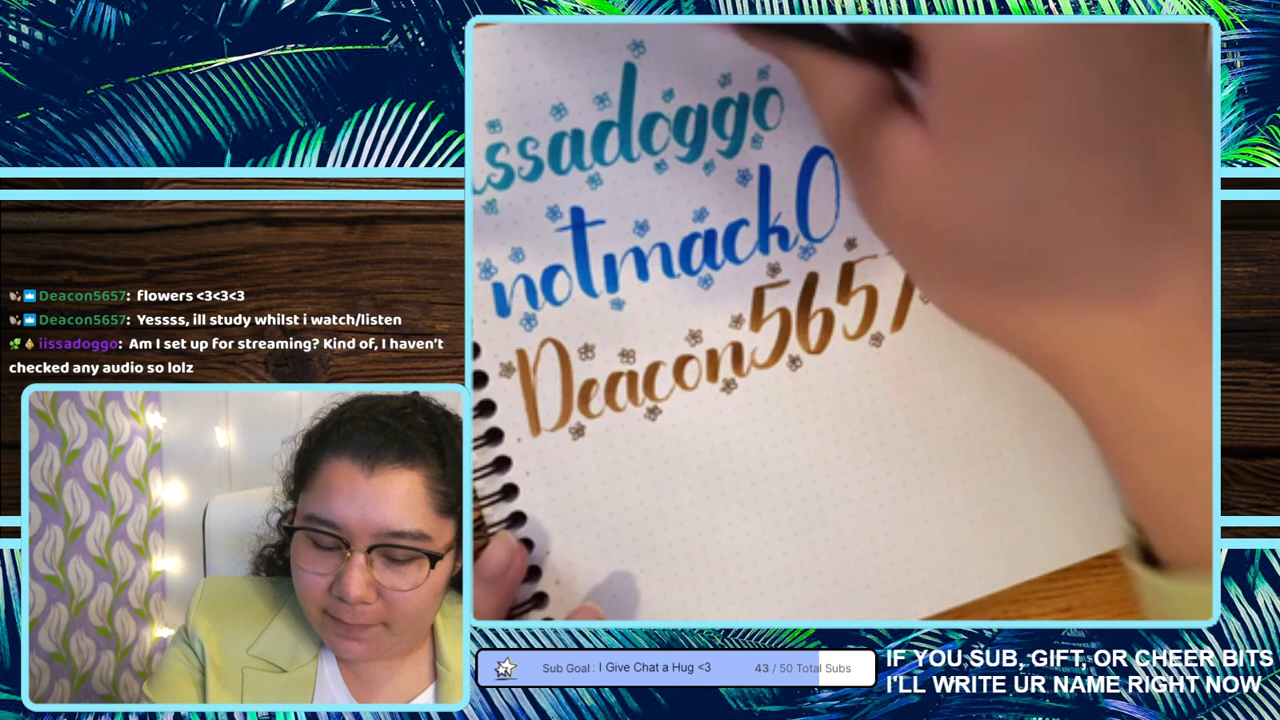 ssadoggo
notmack0
Deacon5657
Deacon5657: flowers <3<3<3
Deacon5657: Yessss, ill study whilst i watch/listen
iissadoggo: Am I set up for streaming? Kind of, I haven't
checked any audio so lolz
Sub Goal: I Give Chat a Hug <3 43 / 50 Total Subs
IF YOU SUB, GIFT, OR CHEER BITS
I'LL WRITE UR NAME RIGHT NOW